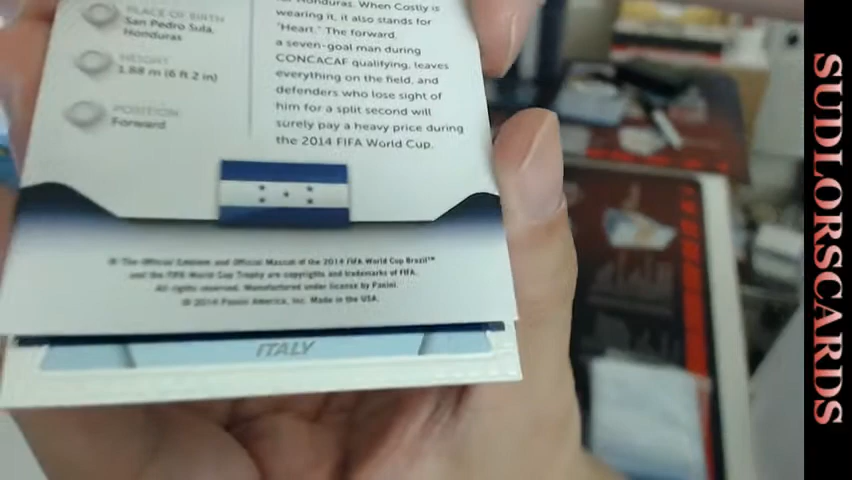 PLACE OF BIRTH
San Pedro Sula,
Honduras
HEIGHT
1.88 m (6 ft 2 in)
POSITION
Forward
Honduras. When Costly is
wearing it, it also stands for
"Heart." The forward,
a seven-goal man during
CONCACAF qualifying, leaves
everything on the field, and
defenders who lose sight of
him for a split second will
surely pay a heavy price during
the 2014 FIFA World Cup.
© The Official Emblem and Official Mascot of the 2014 FIFA World Cup Brazil™
and the FIFA World Cup Trophy are copyrights and trademarks of FIFA.
All rights reserved. Manufactured under license by Panini.
© 2014 Panini America, Inc. Made in the USA.
ITALY
SUDLORSCARDS